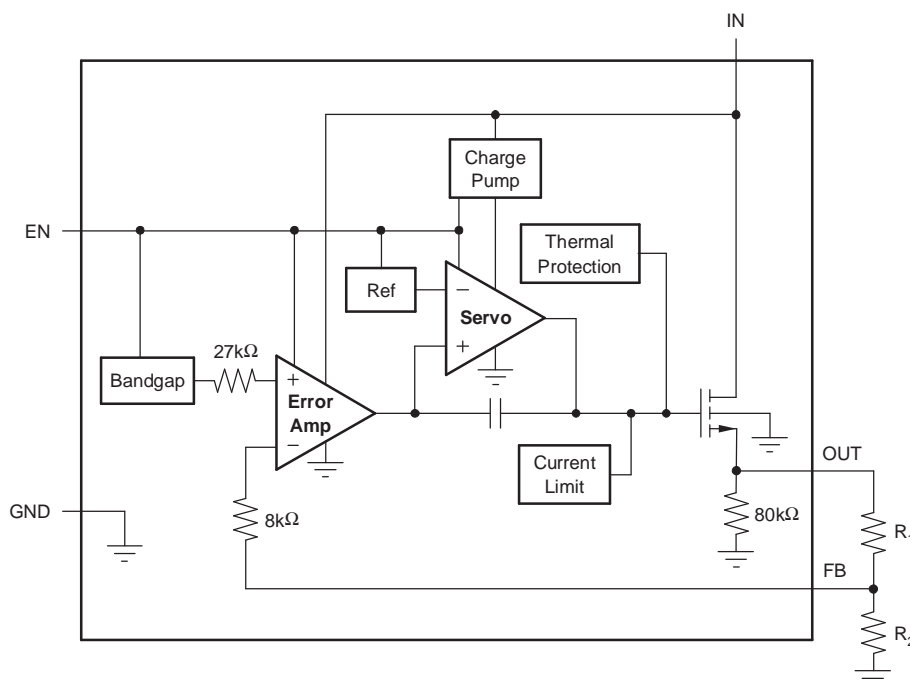 IN
Charge
Pump
EN
Thermal
Protection
Ref
−
Servo
+
27kΩ
Bandgap
+
Error
Amp
−
Current
Limit
OUT
GND
8kΩ
80kΩ
R
FB
R2